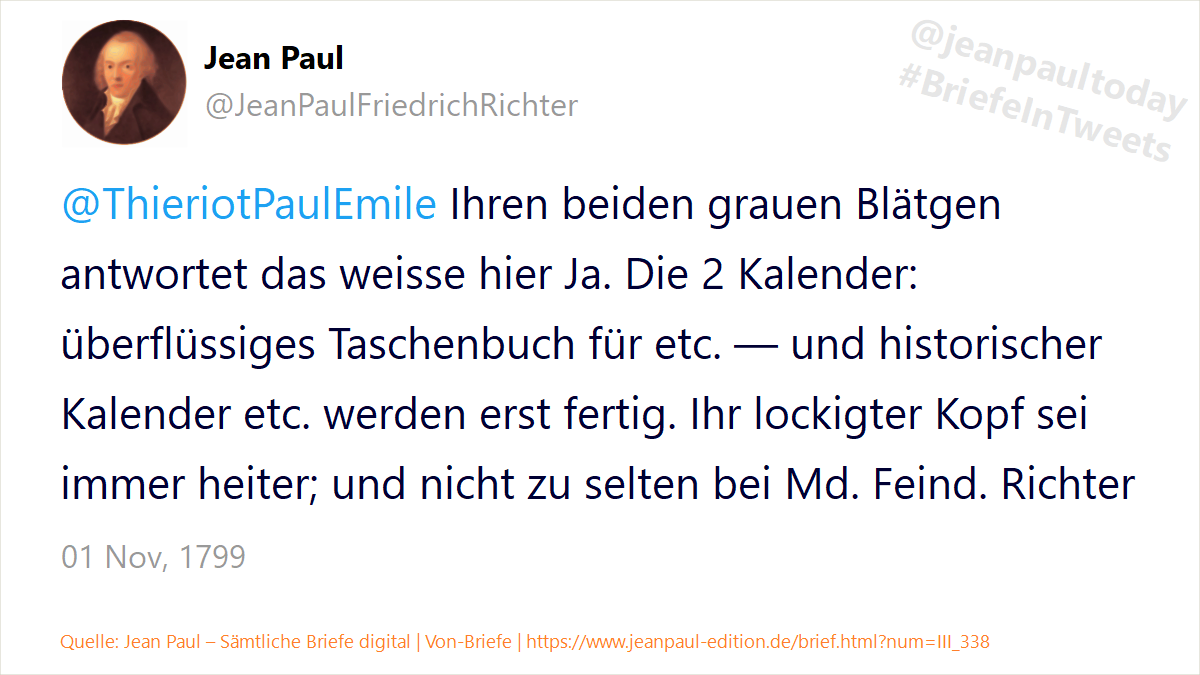 Jean Paul
@JeanPaulFriedrichRichter
@jeanpaultoday
#BriefeInTweets
@ThieriotPaulEmile Ihren beiden grauen Blätgen
antwortet das weisse hier Ja. Die 2 Kalender:
überflüssiges Taschenbuch für etc. — und historischer
Kalender etc. werden erst fertig. Ihr lockigter Kopf sei
immer heiter; und nicht zu selten bei Md. Feind. Richter
01 Nov, 1799
Quelle: Jean Paul – Sämtliche Briefe digital | Von-Briefe | https://www.jeanpaul-edition.de/brief.html?num=III_338